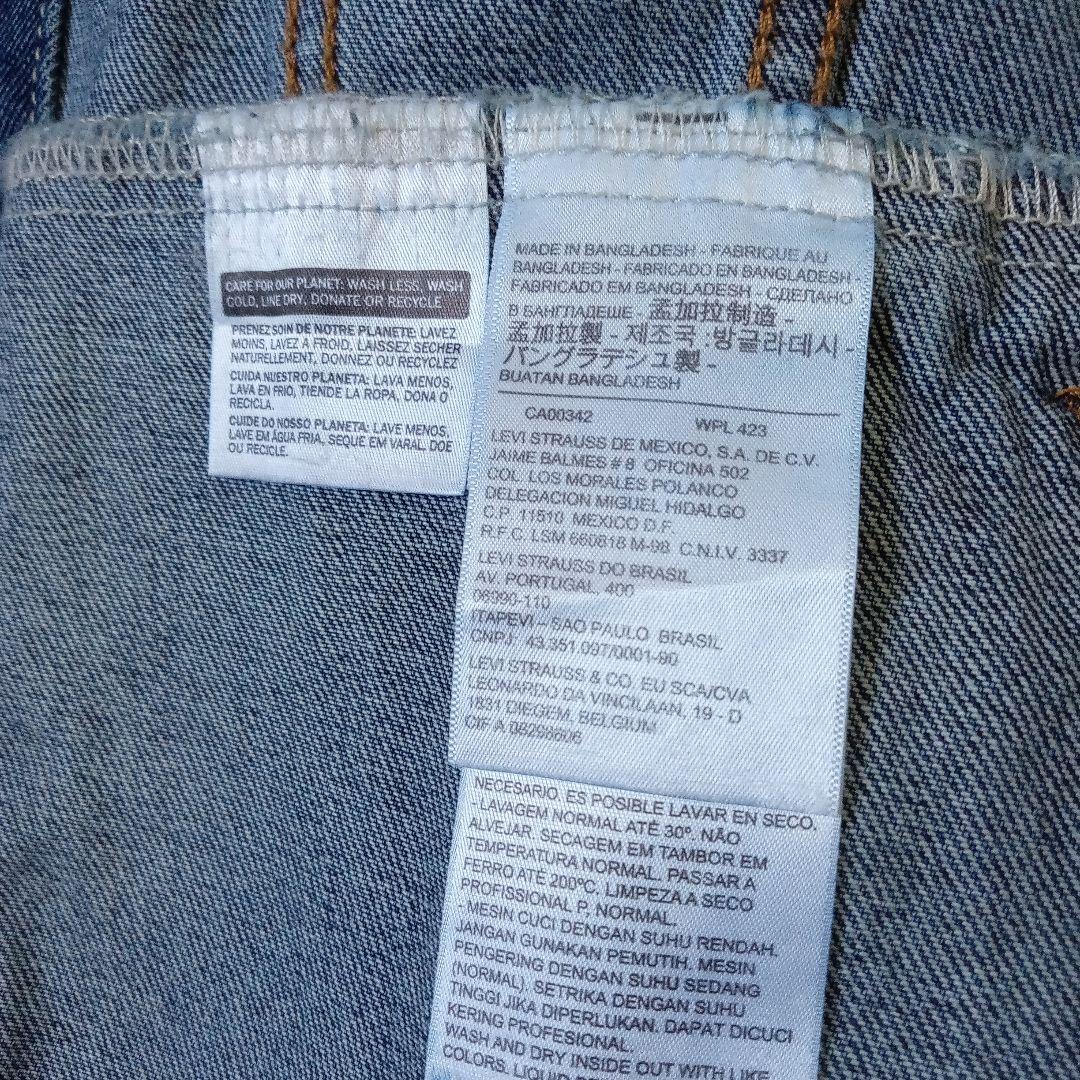 CARE FOR OUR PLANET: WASH LESS, WASH
COLD, LINE DRY, DONATE OR RECYCLE
PRENEZ SOIN DE NOTRE PLANETE: LAVEZ
MOINS, LAVEZ A FROID, LAISSEZ SECHER
NATURELLEMENT, DONNEZ OU RECYCLEZ
CUIDA NUESTRO PLANETA: LAVA MENOS,
LAVA EN FRIO, TIENDE LA ROPA, DONA O
RECICLA.
CUIDE DO NOSSO PLANETA: LAVE MENOS,
LAVE EM ÁGUA FRIA, SEQUE EM VARAL, DOE
OU RECICLE.
MADE IN BANGLADESH - FABRIQUE AU
BANGLADESH - FABRICADO EN BANGLADESH -
FABRICADO EM BANGLADESH - СДЕЛАНО
В БАНГЛАДЕШЕ - 孟加拉制造 -
孟加拉製 - 제조국 :방글라데시 -
バングラデシュ製 -
BUATAN BANGLADESH
CA00342 WPL 423
LEVI STRAUSS DE MEXICO, S.A. DE C.V.
JAIME BALMES # 8 OFICINA 502
COL. LOS MORALES POLANCO
DELEGACION MIGUEL HIDALGO
C.P. 11510 MEXICO D.F.
R.F.C. LSM 660818 M-98 C.N.I.V. 3337
LEVI STRAUSS DO BRASIL
AV. PORTUGAL, 400
06690-110
ITAPEVI - SAO PAULO BRASIL
CNPJ: 43.351.097/0001-90
LEVI STRAUSS & CO. EU SCA/CVA
LEONARDO DA VINCILAAN, 19 - D
1831 DIEGEM, BELGIUM
CIF A 08298606
NECESARIO. ES POSIBLE LAVAR EN SECO.
- LAVAGEM NORMAL ATÉ 30º. NÃO
ALVEJAR. SECAGEM EM TAMBOR EM
TEMPERATURA NORMAL. PASSAR A
FERRO ATÉ 200ºC. LIMPEZA A SECO
PROFISSIONAL P. NORMAL.
. MESIN CUCI DENGAN SUHU RENDAH.
JANGAN GUNAKAN PEMUTIH. MESIN
PENGERING DENGAN SUHU SEDANG
(NORMAL). SETRIKA DENGAN SUHU
TINGGI JIKA DIPERLUKAN. DAPAT DICUCI
KERING PROFESIONAL.
WASH AND DRY INSIDE OUT WITH LIKE
COLORS. LIQUID